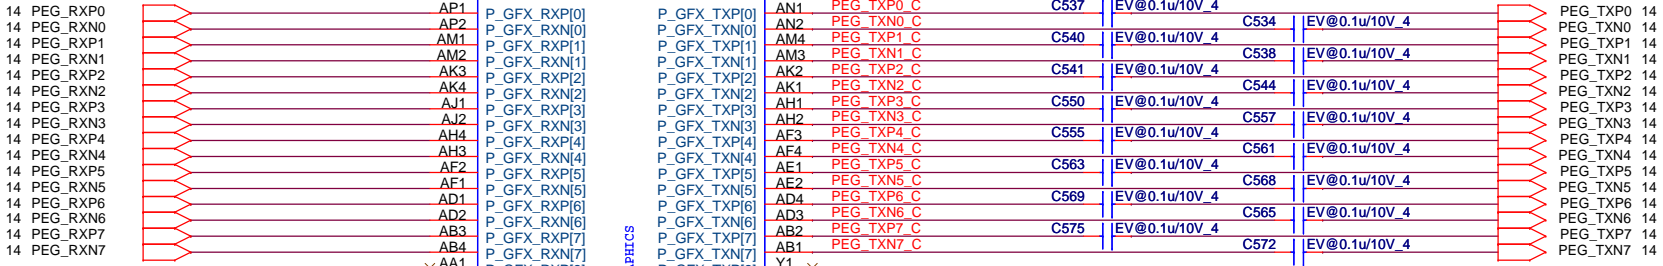 14 PEG_RXP0 AP1 P_GFX_RXP[0] P_GFX_TXP[0] AN1 PEG_TXP0_C C537 EV@0.1u/10V_4 PEG_TXP0 14
14 PEG_RXN0 AP2 P_GFX_RXN[0] P_GFX_TXN[0] AN2 PEG_TXN0_C C534 EV@0.1u/10V_4 PEG_TXN0 14
14 PEG_RXP1 AM1 P_GFX_RXP[1] P_GFX_TXP[1] AM4 PEG_TXP1_C C540 EV@0.1u/10V_4 PEG_TXP1 14
14 PEG_RXN1 AM2 P_GFX_RXN[1] P_GFX_TXN[1] AM3 PEG_TXN1_C C538 EV@0.1u/10V_4 PEG_TXN1 14
14 PEG_RXP2 AK3 P_GFX_RXP[2] P_GFX_TXP[2] AK2 PEG_TXP2_C C541 EV@0.1u/10V_4 PEG_TXP2 14
14 PEG_RXN2 AK4 P_GFX_RXN[2] P_GFX_TXN[2] AK1 PEG_TXN2_C C544 EV@0.1u/10V_4 PEG_TXN2 14
14 PEG_RXP3 AJ1 P_GFX_RXP[3] P_GFX_TXP[3] AH1 PEG_TXP3_C C550 EV@0.1u/10V_4 PEG_TXP3 14
14 PEG_RXN3 AJ2 P_GFX_RXN[3] P_GFX_TXN[3] AH2 PEG_TXN3_C C557 EV@0.1u/10V_4 PEG_TXN3 14
14 PEG_RXP4 AH4 P_GFX_RXP[4] P_GFX_TXP[4] AF3 PEG_TXP4_C C555 EV@0.1u/10V_4 PEG_TXP4 14
14 PEG_RXN4 AH3 P_GFX_RXN[4] P_GFX_TXN[4] AF4 PEG_TXN4_C C561 EV@0.1u/10V_4 PEG_TXN4 14
14 PEG_RXP5 AF2 P_GFX_RXP[5] P_GFX_TXP[5] AE1 PEG_TXP5_C C563 EV@0.1u/10V_4 PEG_TXP5 14
14 PEG_RXN5 AF1 P_GFX_RXN[5] P_GFX_TXN[5] AE2 PEG_TXN5_C C568 EV@0.1u/10V_4 PEG_TXN5 14
14 PEG_RXP6 AD1 P_GFX_RXP[6] P_GFX_TXP[6] AD4 PEG_TXP6_C C569 EV@0.1u/10V_4 PEG_TXP6 14
14 PEG_RXN6 AD2 P_GFX_RXN[6] P_GFX_TXN[6] AD3 PEG_TXN6_C C565 EV@0.1u/10V_4 PEG_TXN6 14
14 PEG_RXP7 AB3 P_GFX_RXP[7] P_GFX_TXP[7] AB2 PEG_TXP7_C C575 EV@0.1u/10V_4 PEG_TXP7 14
14 PEG_RXN7 AB4 P_GFX_RXN[7] P_GFX_TXN[7] AB1 PEG_TXN7_C C572 EV@0.1u/10V_4 PEG_TXN7 14
AA1 Y1
PHICS